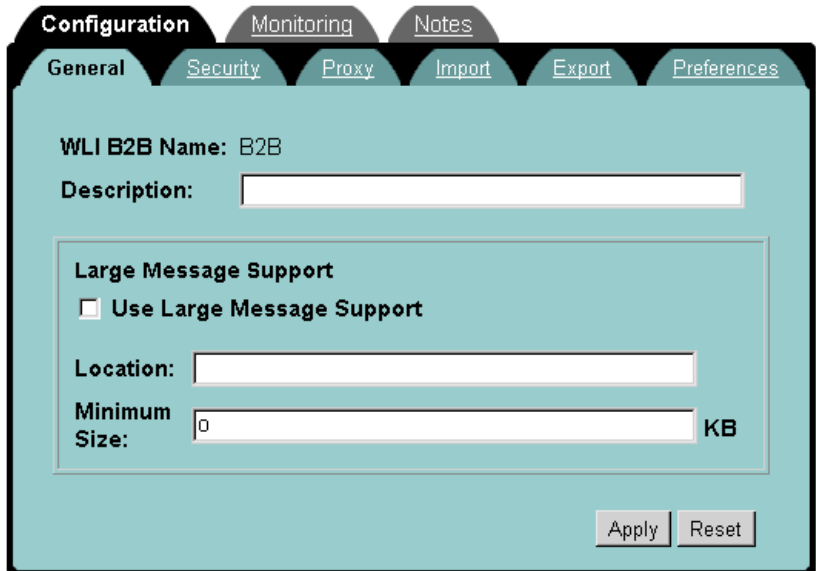 Configuration Monitoring Notes
General Security Proxy Import Export Preferences
WLI B2B Name: B2B
Description:
Large Message Support
Use Large Message Support
Location:
Minimum
Size: 0 KB
Apply Reset